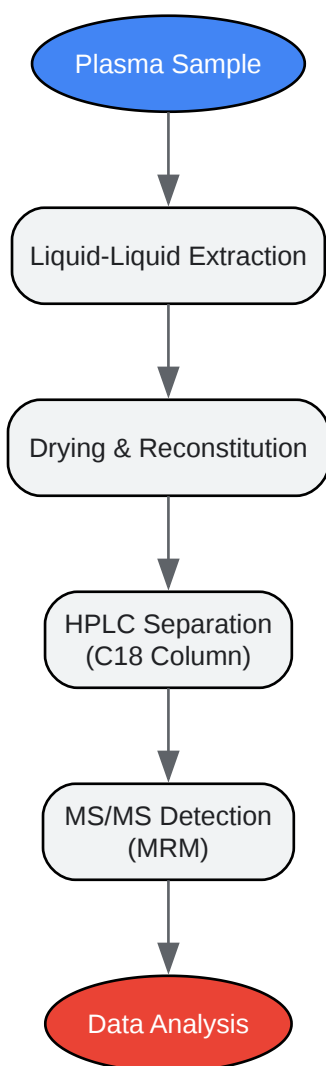 Plasma Sample
Liquid-Liquid Extraction
Drying & Reconstitution
HPLC Separation
(C18 Column)
MS/MS Detection
(MRM)
Data Analysis